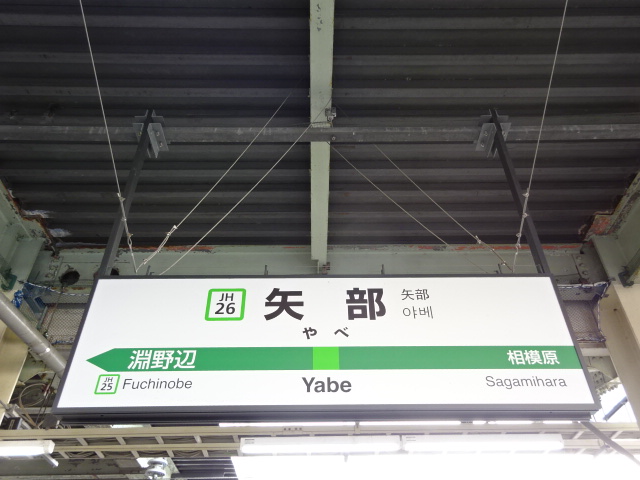 JH
26
矢部
矢部
야베
やべ
淵野辺
相模原
JH
25
Fuchinobe
Yabe
Sagamihara